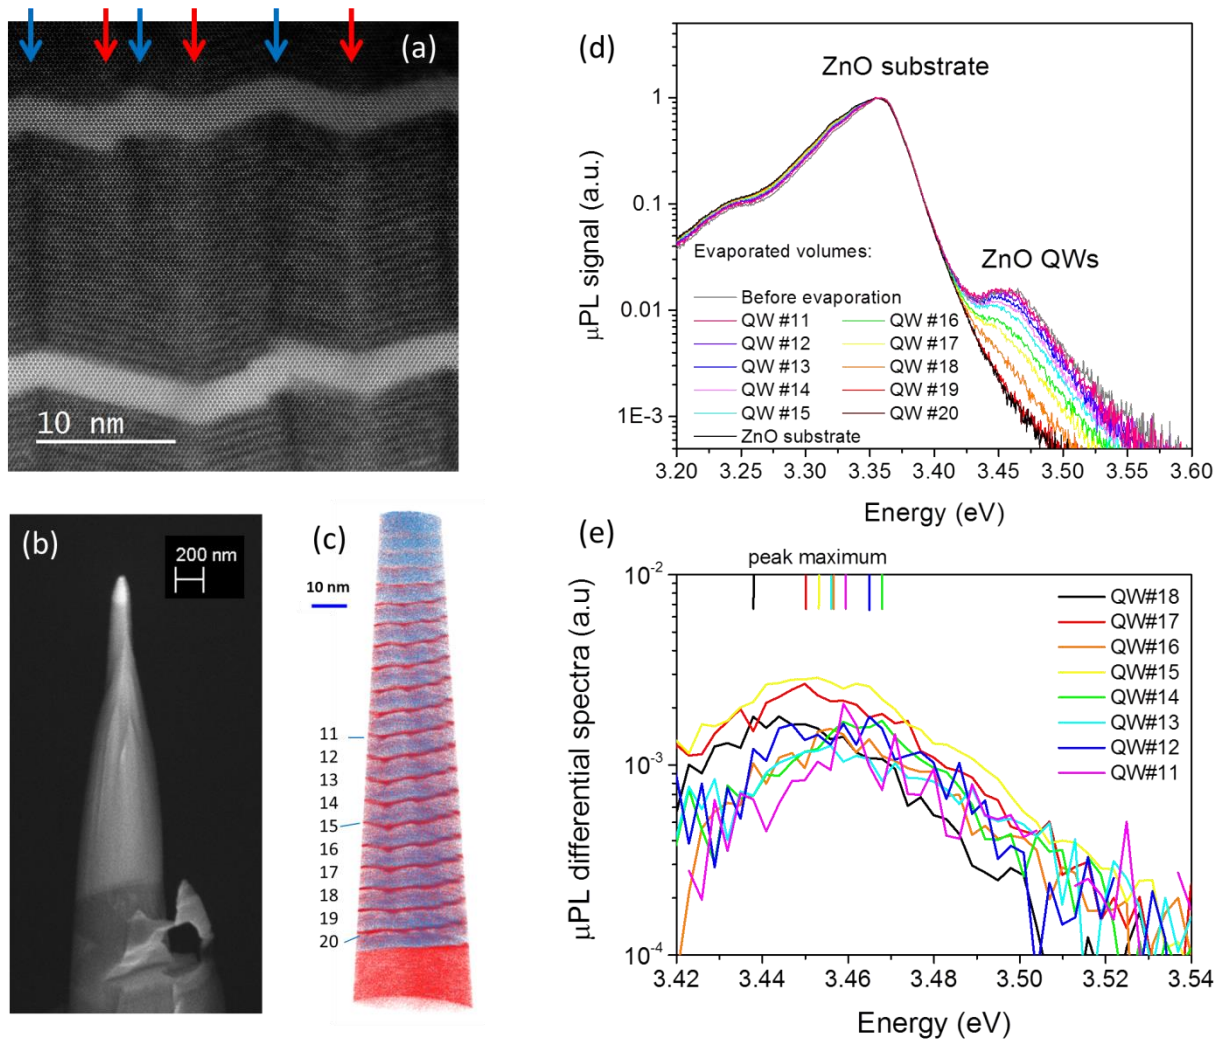 (a)
10 nm
(b)
200 nm
(c)
10 nm
11
12
13
14
15
16
17
18
19
20
(d)
ZnO substrate
ZnO QWs
µPL signal (a.u.)
1
0.1
0.01
1E-3
Evaporated volumes:
Before evaporation
QW #11
QW #16
QW #12
QW #17
QW #13
QW #18
QW #14
QW #19
QW #15
QW #20
ZnO substrate
3.20 3.25 3.30 3.35 3.40 3.45 3.50 3.55 3.60
Energy (eV)
(e)
peak maximum
µPL differential spectra (a.u)
10⁻²
10⁻³
10⁻⁴
QW#18
QW#17
QW#16
QW#15
QW#14
QW#13
QW#12
QW#11
3.42 3.44 3.46 3.48 3.50 3.52 3.54
Energy (eV)